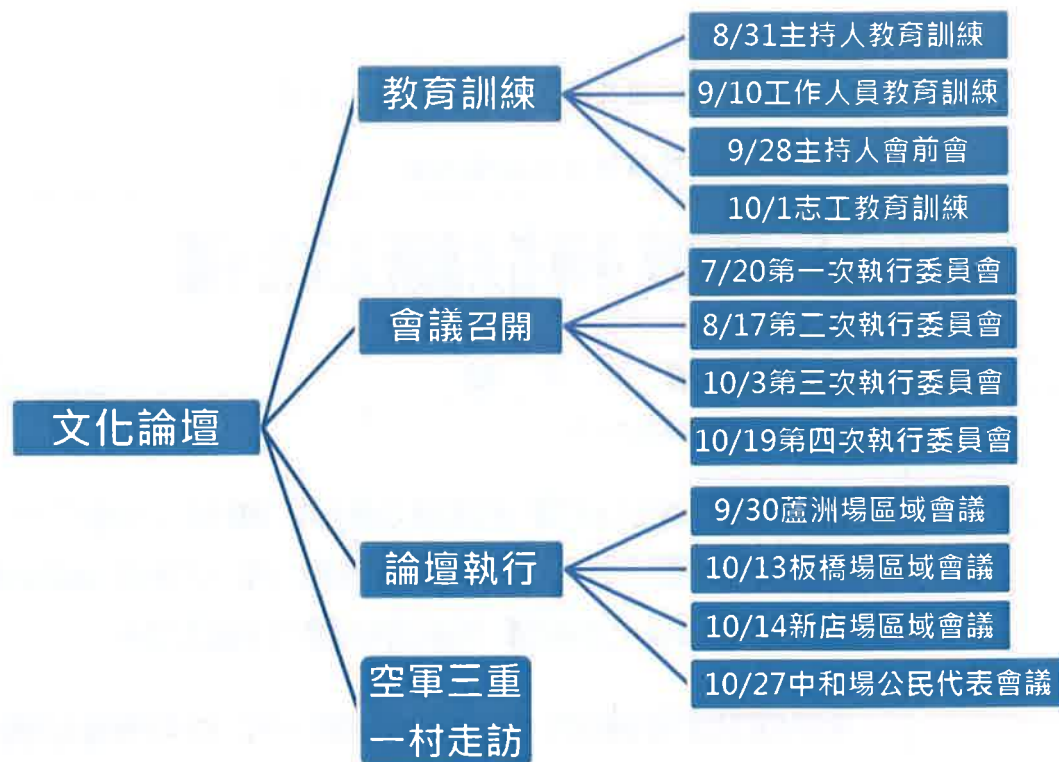 文化論壇
教育訓練
8/31主持人教育訓練
9/10工作人員教育訓練
9/28主持人會前會
10/1志工教育訓練
會議召開
7/20第一次執行委員會
8/17第二次執行委員會
10/3第三次執行委員會
10/19第四次執行委員會
論壇執行
9/30蘆洲場區域會議
10/13板橋場區域會議
10/14新店場區域會議
10/27中和場公民代表會議
空軍三重
一村走訪